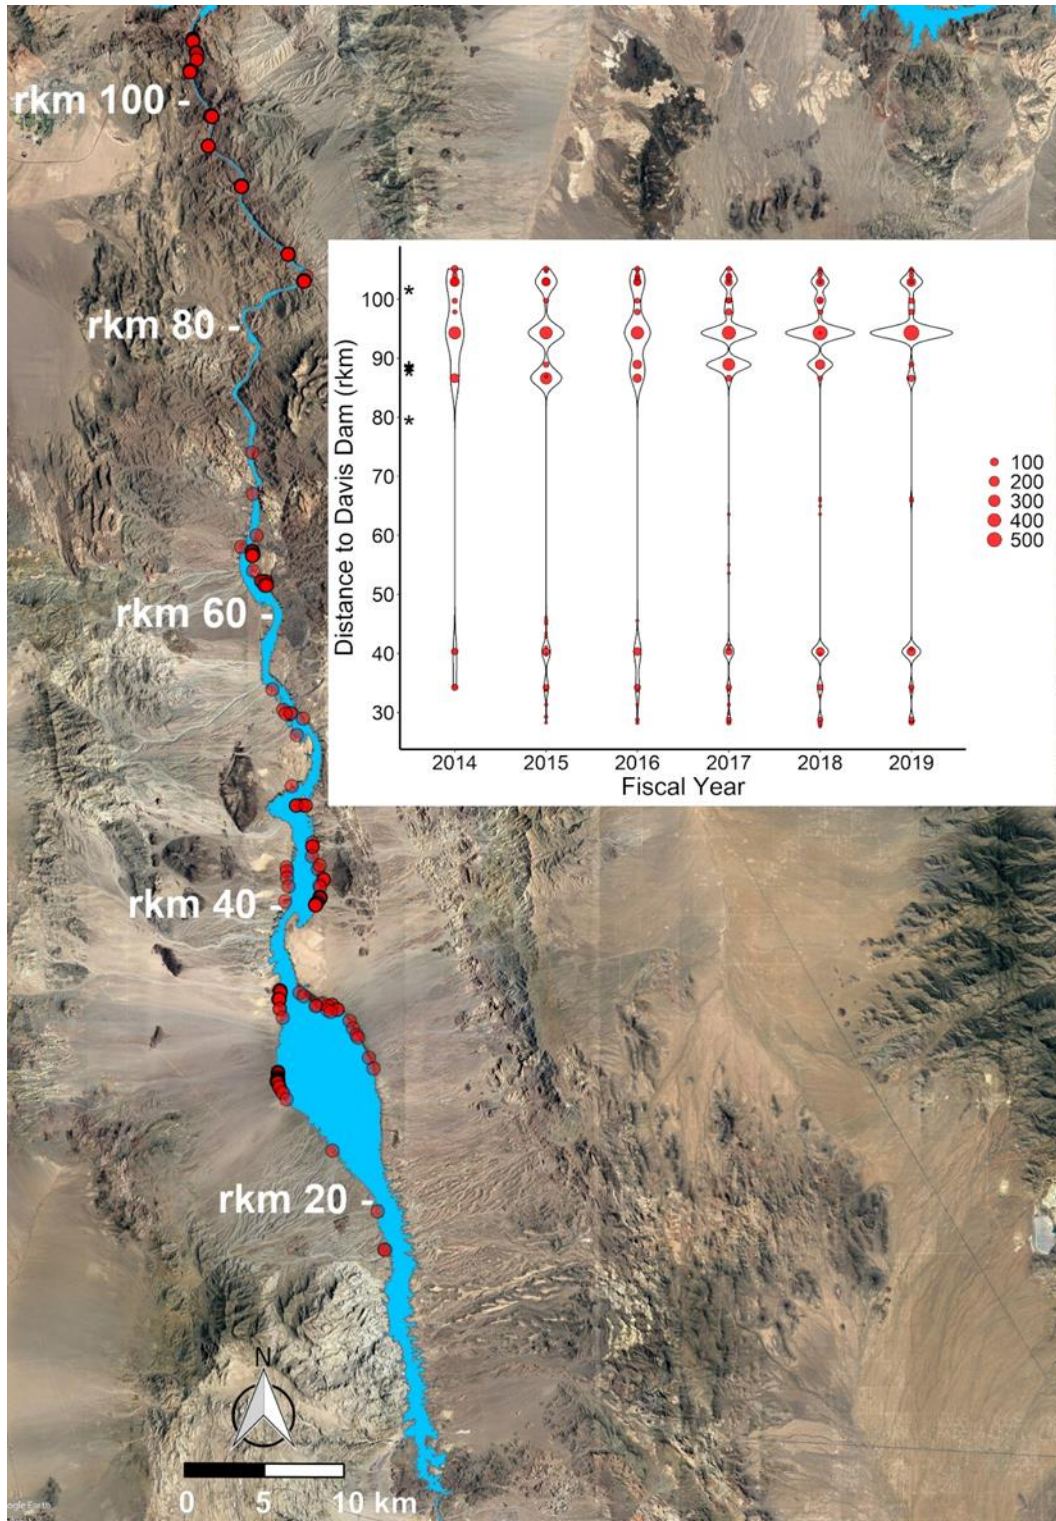 rkm 100 -
rkm 80 -
rkm 60 -
rkm 40 -
rkm 20 -
Distance to Davis Dam (rkm)
100
90
80
70
60
50
40
30
*
*
*
*
2014 2015 2016 2017 2018 2019
Fiscal Year
100
200
300
400
500
N
0 5 10 km
ogle Earth